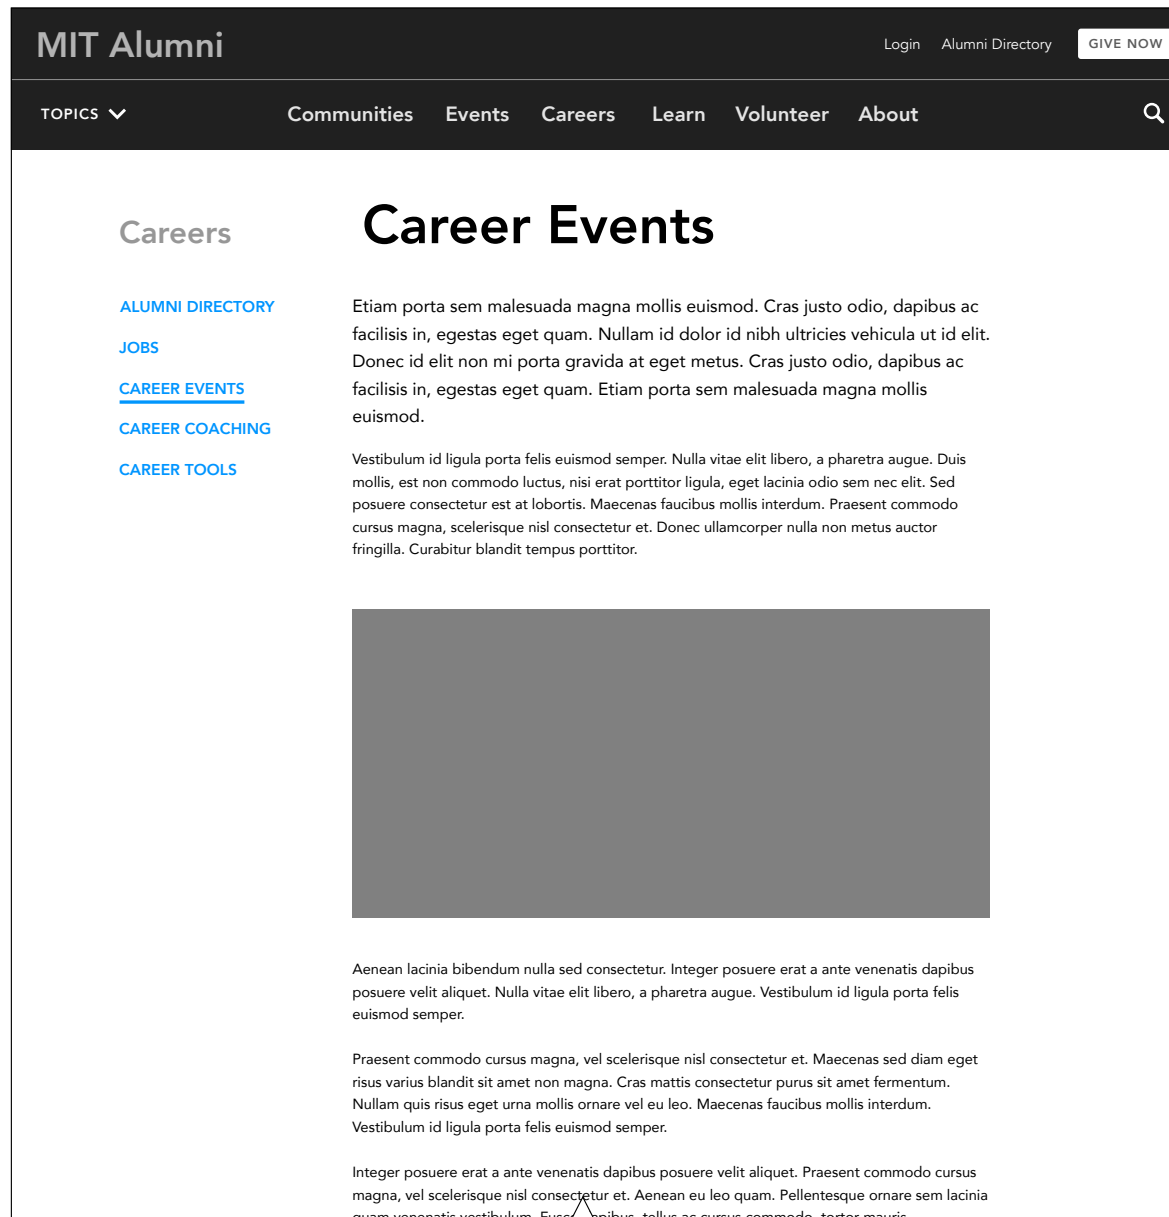 MIT Alumni
Login Alumni Directory GIVE NOW
TOPICS Communities Events Careers Learn Volunteer About
Careers
ALUMNI DIRECTORY
JOBS
CAREER EVENTS
CAREER COACHING
CAREER TOOLS
Career Events
Etiam porta sem malesuada magna mollis euismod. Cras justo odio, dapibus ac
facilisis in, egestas eget quam. Nullam id dolor id nibh ultricies vehicula ut id elit.
Donec id elit non mi porta gravida at eget metus. Cras justo odio, dapibus ac
facilisis in, egestas eget quam. Etiam porta sem malesuada magna mollis
euismod.
Vestibulum id ligula porta felis euismod semper. Nulla vitae elit libero, a pharetra augue. Duis
mollis, est non commodo luctus, nisi erat porttitor ligula, eget lacinia odio sem nec elit. Sed
posuere consectetur est at lobortis. Maecenas faucibus mollis interdum. Praesent commodo
cursus magna, scelerisque nisl consectetur et. Donec ullamcorper nulla non metus auctor
fringilla. Curabitur blandit tempus porttitor.
Aenean lacinia bibendum nulla sed consectetur. Integer posuere erat a ante venenatis dapibus
posuere velit aliquet. Nulla vitae elit libero, a pharetra augue. Vestibulum id ligula porta felis
euismod semper.
Praesent commodo cursus magna, vel scelerisque nisl consectetur et. Maecenas sed diam eget
risus varius blandit sit amet non magna. Cras mattis consectetur purus sit amet fermentum.
Nullam quis risus eget urna mollis ornare vel eu leo. Maecenas faucibus mollis interdum.
Vestibulum id ligula porta felis euismod semper.
Integer posuere erat a ante venenatis dapibus posuere velit aliquet. Praesent commodo cursus
magna, vel scelerisque nisl consectetur et. Aenean eu leo quam. Pellentesque ornare sem lacinia
quam venenatis vestibulum. tellus ac cursus commodo, tortor mauris